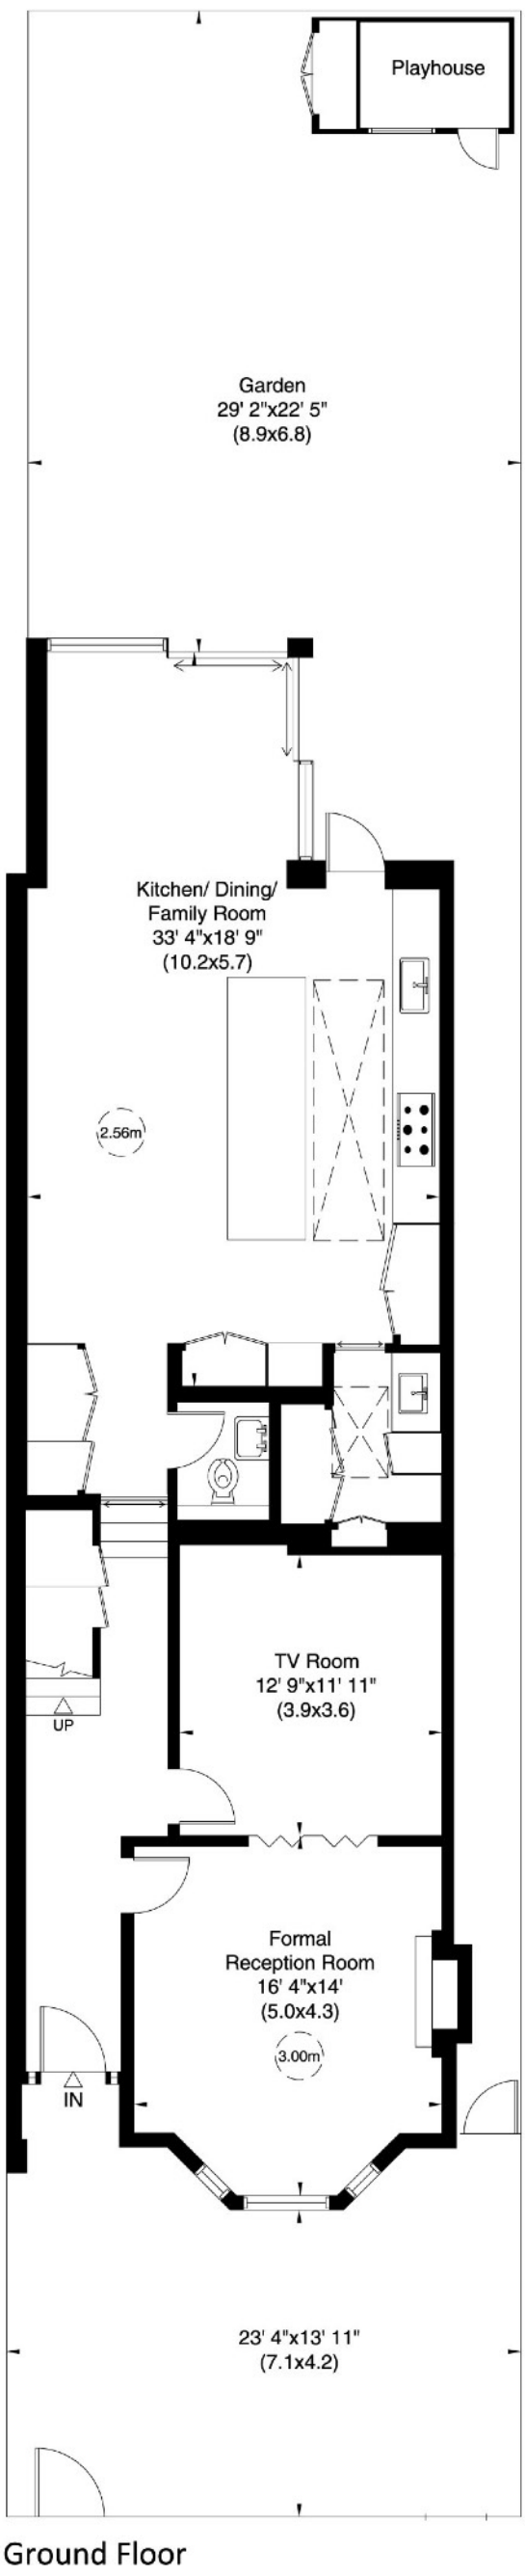 Playhouse
Garden
29' 2"x22' 5"
(8.9x6.8)
Kitchen/ Dining/
Family Room
33' 4"x18' 9"
(10.2x5.7)
2.56m
TV Room
12' 9"x11' 11"
(3.9x3.6)
UP
Formal
Reception Room
16' 4"x14'
(5.0x4.3)
3.00m
IN
23' 4"x13' 11"
(7.1x4.2)
Ground Floor